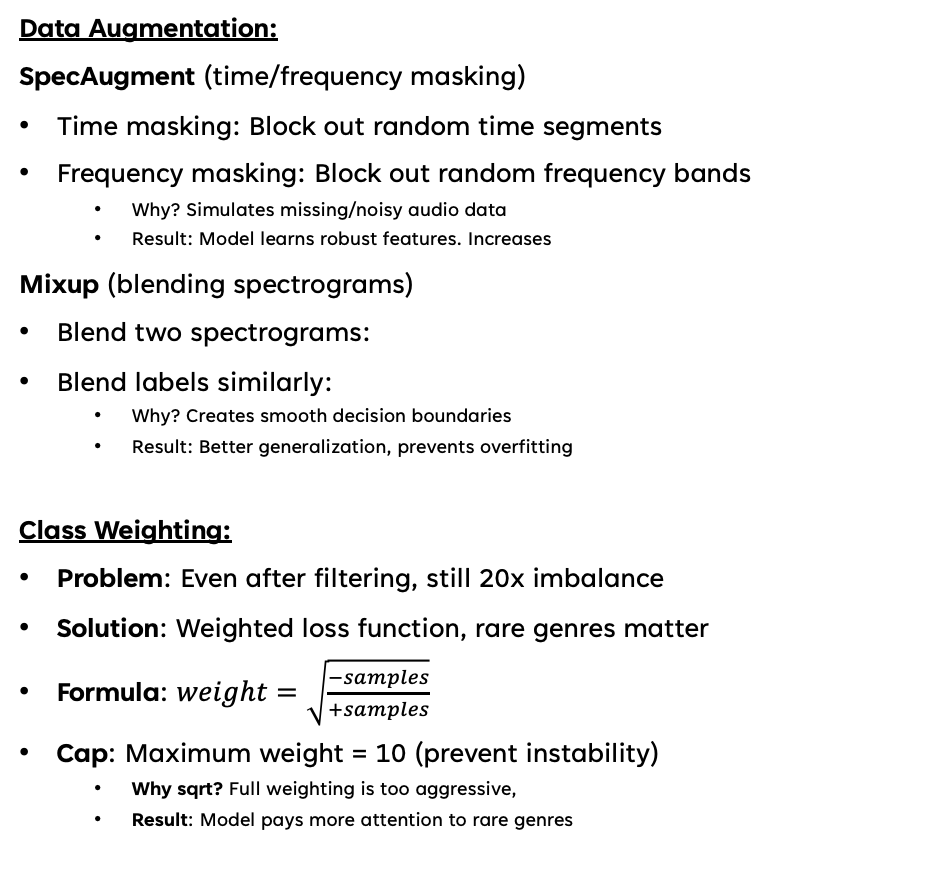 Data Augmentation:
SpecAugment (time/frequency masking)
• Time masking: Block out random time segments
• Frequency masking: Block out random frequency bands
• Why? Simulates missing/noisy audio data
• Result: Model learns robust features. Increases
Mixup (blending spectrograms)
• Blend two spectrograms:
• Blend labels similarly:
• Why? Creates smooth decision boundaries
• Result: Better generalization, prevents overfitting
Class Weighting:
• Problem: Even after filtering, still 20x imbalance
• Solution: Weighted loss function, rare genres matter
• Formula: weight = √(−samples / +samples)
• Cap: Maximum weight = 10 (prevent instability)
• Why sqrt? Full weighting is too aggressive,
• Result: Model pays more attention to rare genres